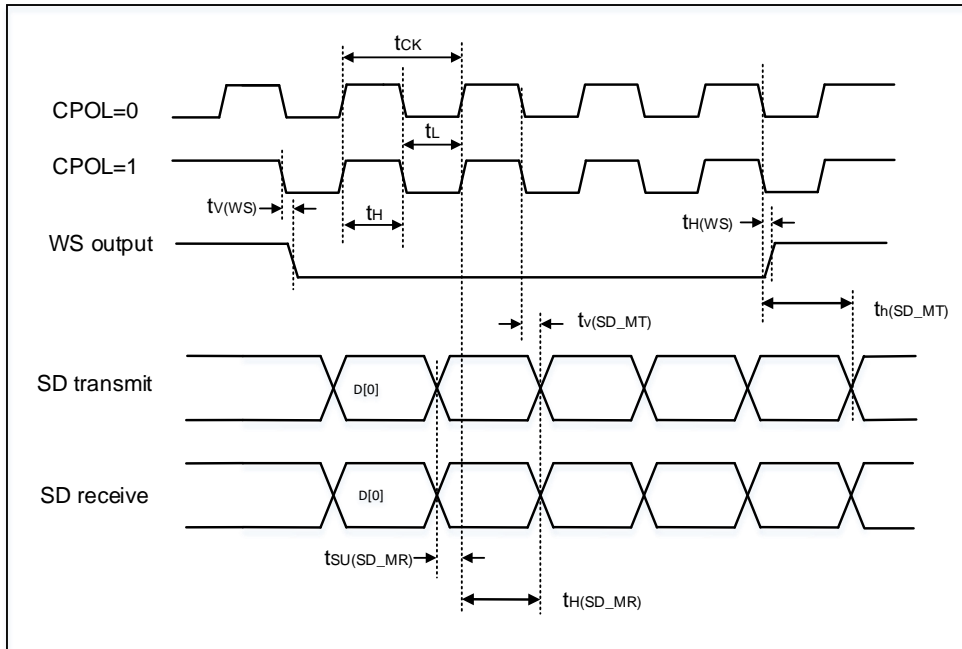 tCK
CPOL=0
tL
CPOL=1
tV(WS)
tH
tH(WS)
WS output
th(SD_MT)
tv(SD_MT)
SD transmit
D[0]
SD receive
D[0]
tSU(SD_MR)
tH(SD_MR)